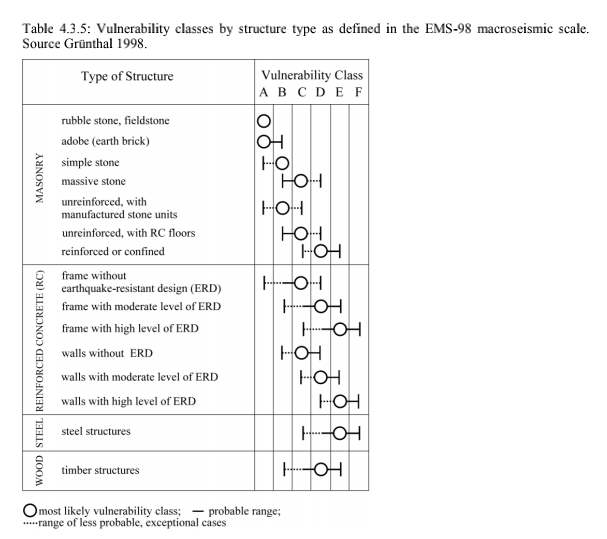 Table 4.3.5: Vulnerability classes by structure type as defined in the EMS-98 macroseismic scale.
Source Grünthal 1998.
Type of Structure
Vulnerability Class
A B C D E F
MASONRY
rubble stone, fieldstone
adobe (earth brick)
simple stone
massive stone
unreinforced, with
manufactured stone units
unreinforced, with RC floors
reinforced or confined
REINFORCED CONCRETE (RC)
frame without
earthquake-resistant design (ERD)
frame with moderate level of ERD
frame with high level of ERD
walls without ERD
walls with moderate level of ERD
walls with high level of ERD
STEEL
steel structures
WOOD
timber structures
most likely vulnerability class; probable range;
range of less probable, exceptional cases